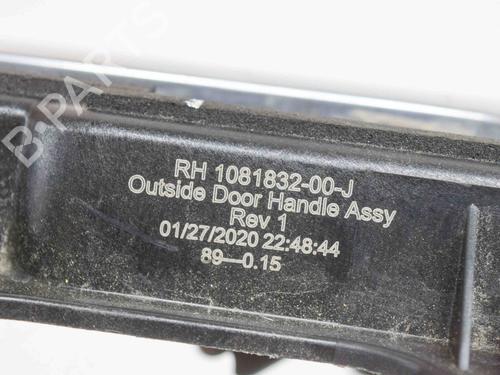 B-PARTS
RH 1081832-00-J
Outside Door Handle Assy
Rev 1
01/27/2020 22:48:44
89—0.15